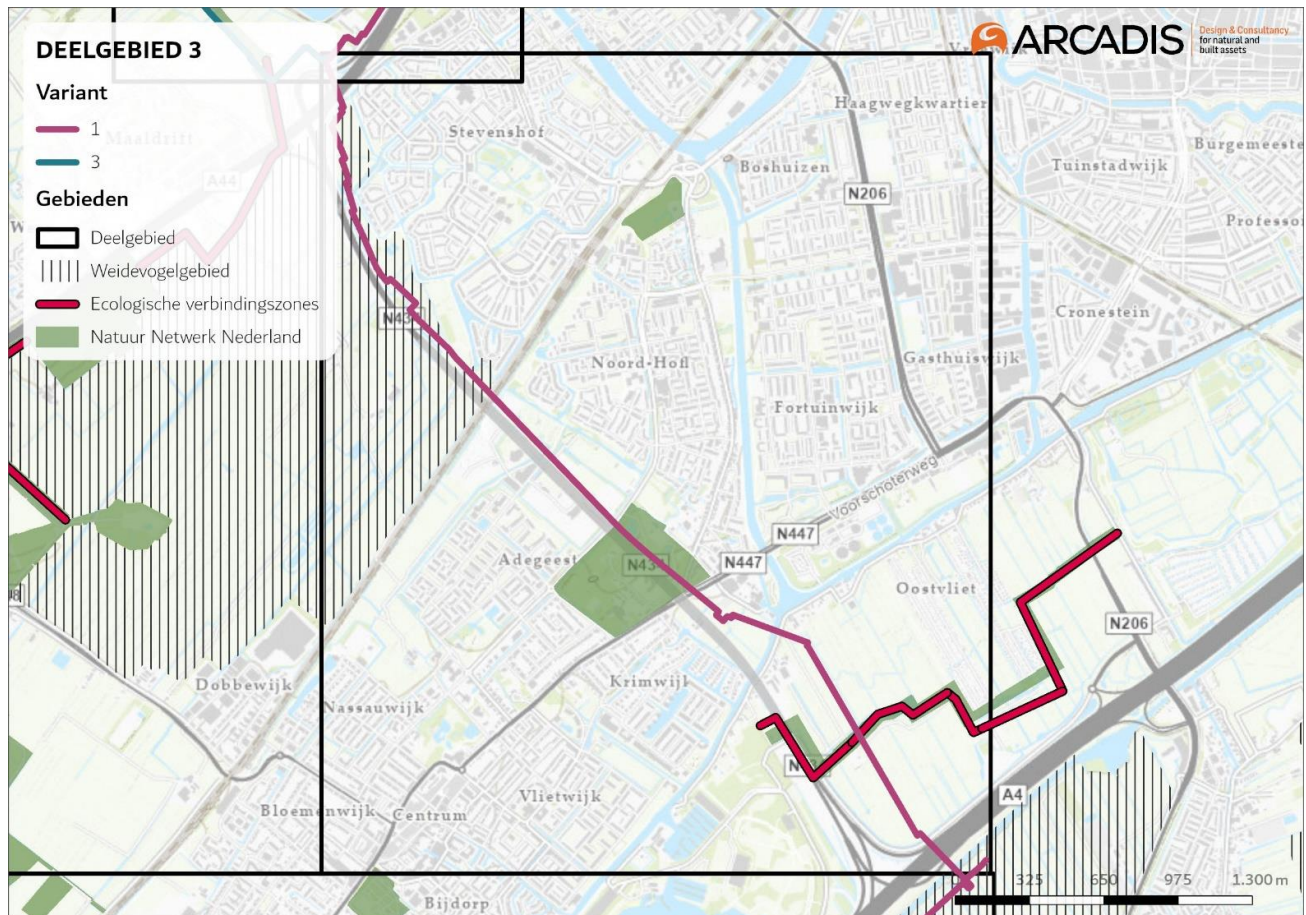 DEELGEBIED 3
Variant
1
3
Gebieden
Deelgebied
Weidevogelgebied
Ecologische verbindingszones
Natuur Netwerk Nederland
ARCADIS
Design & Consultancy
for natural and
built assets
Maaldrift
A44
Stevenshof
Haagwegkwartier
Boshuizen
N206
Tuinstadwijk
Burgemeeste
Professo
Cronestein
Noord-Hofl
Gasthuiswijk
Fortuinwijk
Voorschoterweg
N447
N447
Adegeest
Oostvliet
N206
Krimwijk
Dobbewijk
Nassauwijk
Vlietwijk
A4
Bloemenwijk
Centrum
Bijdorp
325
650
975
1.300 m